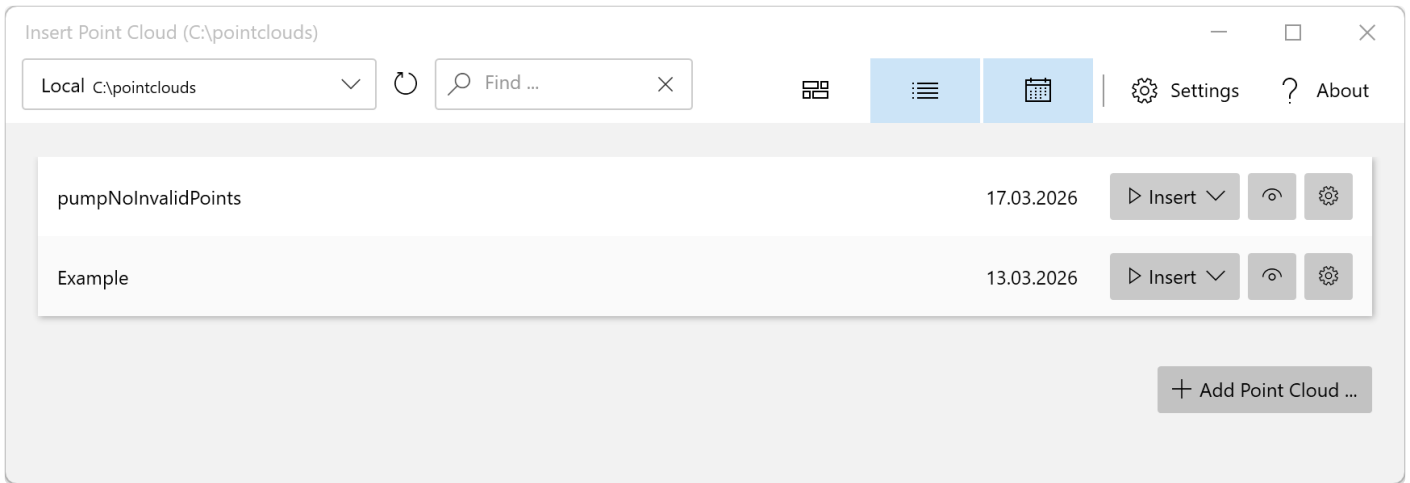 Insert Point Cloud (C:\pointclouds)
Local C:\pointclouds Find ... Settings ? About
pumpNoInvalidPoints 17.03.2026 Insert
Example 13.03.2026 Insert
+ Add Point Cloud ...